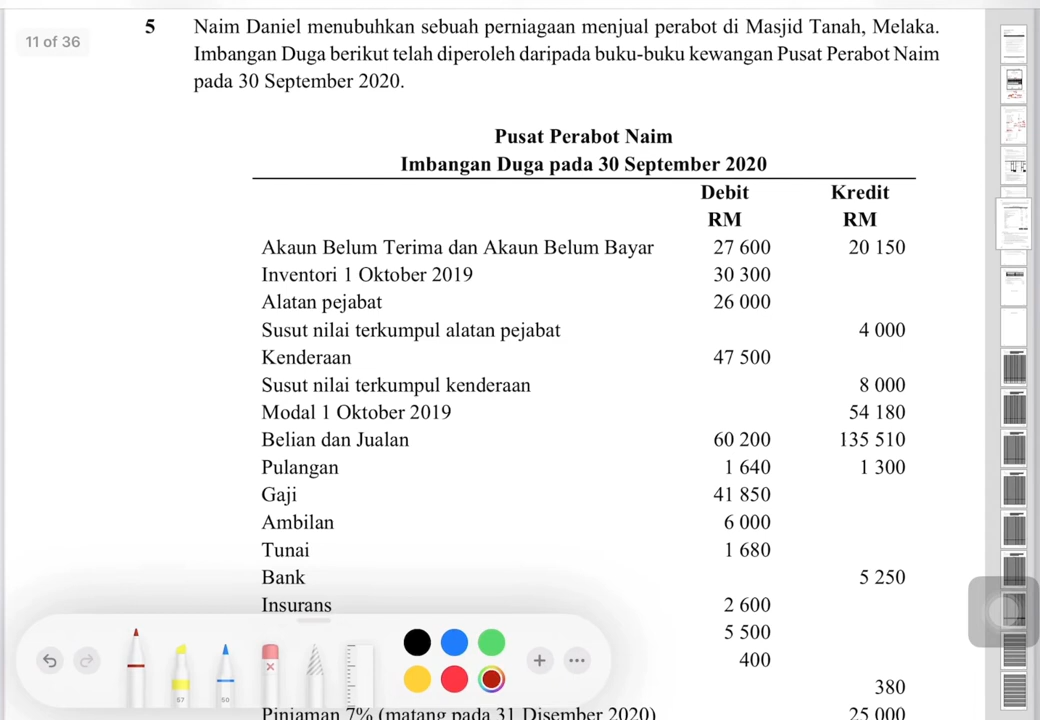 11 of 36
5 Naim Daniel menubuhkan sebuah perniagaan menjual perabot di Masjid Tanah, Melaka.
Imbangan Duga berikut telah diperoleh daripada buku-buku kewangan Pusat Perabot Naim
pada 30 September 2020.
Pusat Perabot Naim
Imbangan Duga pada 30 September 2020
Debit Kredit
RM RM
Akaun Belum Terima dan Akaun Belum Bayar 27 600 20 150
Inventori 1 Oktober 2019 30 300
Alatan pejabat 26 000
Susut nilai terkumpul alatan pejabat 4 000
Kenderaan 47 500
Susut nilai terkumpul kenderaan 8 000
Modal 1 Oktober 2019 54 180
Belian dan Jualan 60 200 135 510
Pulangan 1 640 1 300
Gaji 41 850
Ambilan 6 000
Tunai 1 680
Bank 5 250
Insurans 2 600
5 500
400
380
Pinjaman 7% (matang pada 31 Disember 2020) 25 000
57
50